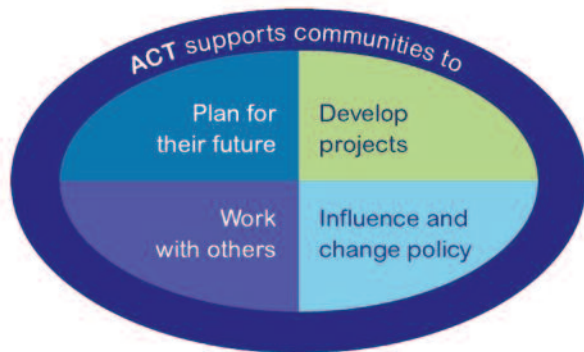 ACT supports communities to
Plan for
their future
Develop
projects
Work
with others
Influence and
change policy